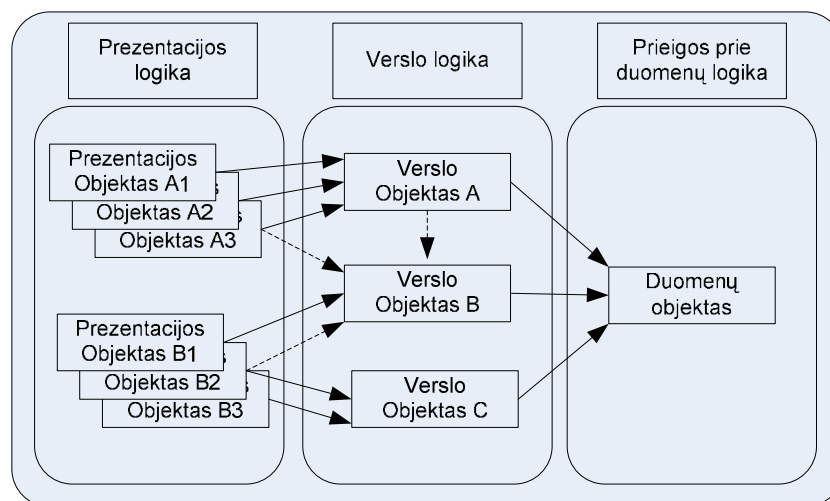 Prezentacijos
logika
Verslo logika
Prieigos prie
duomenų logika
Prezentacijos
Objektas A1
s
Objektas A2
s
Objektas A3
Prezentacijos
Objektas B1
s
Objektas B2
s
Objektas B3
Verslo
Objektas A
Verslo
Objektas B
Verslo
Objektas C
Duomenų
objektas